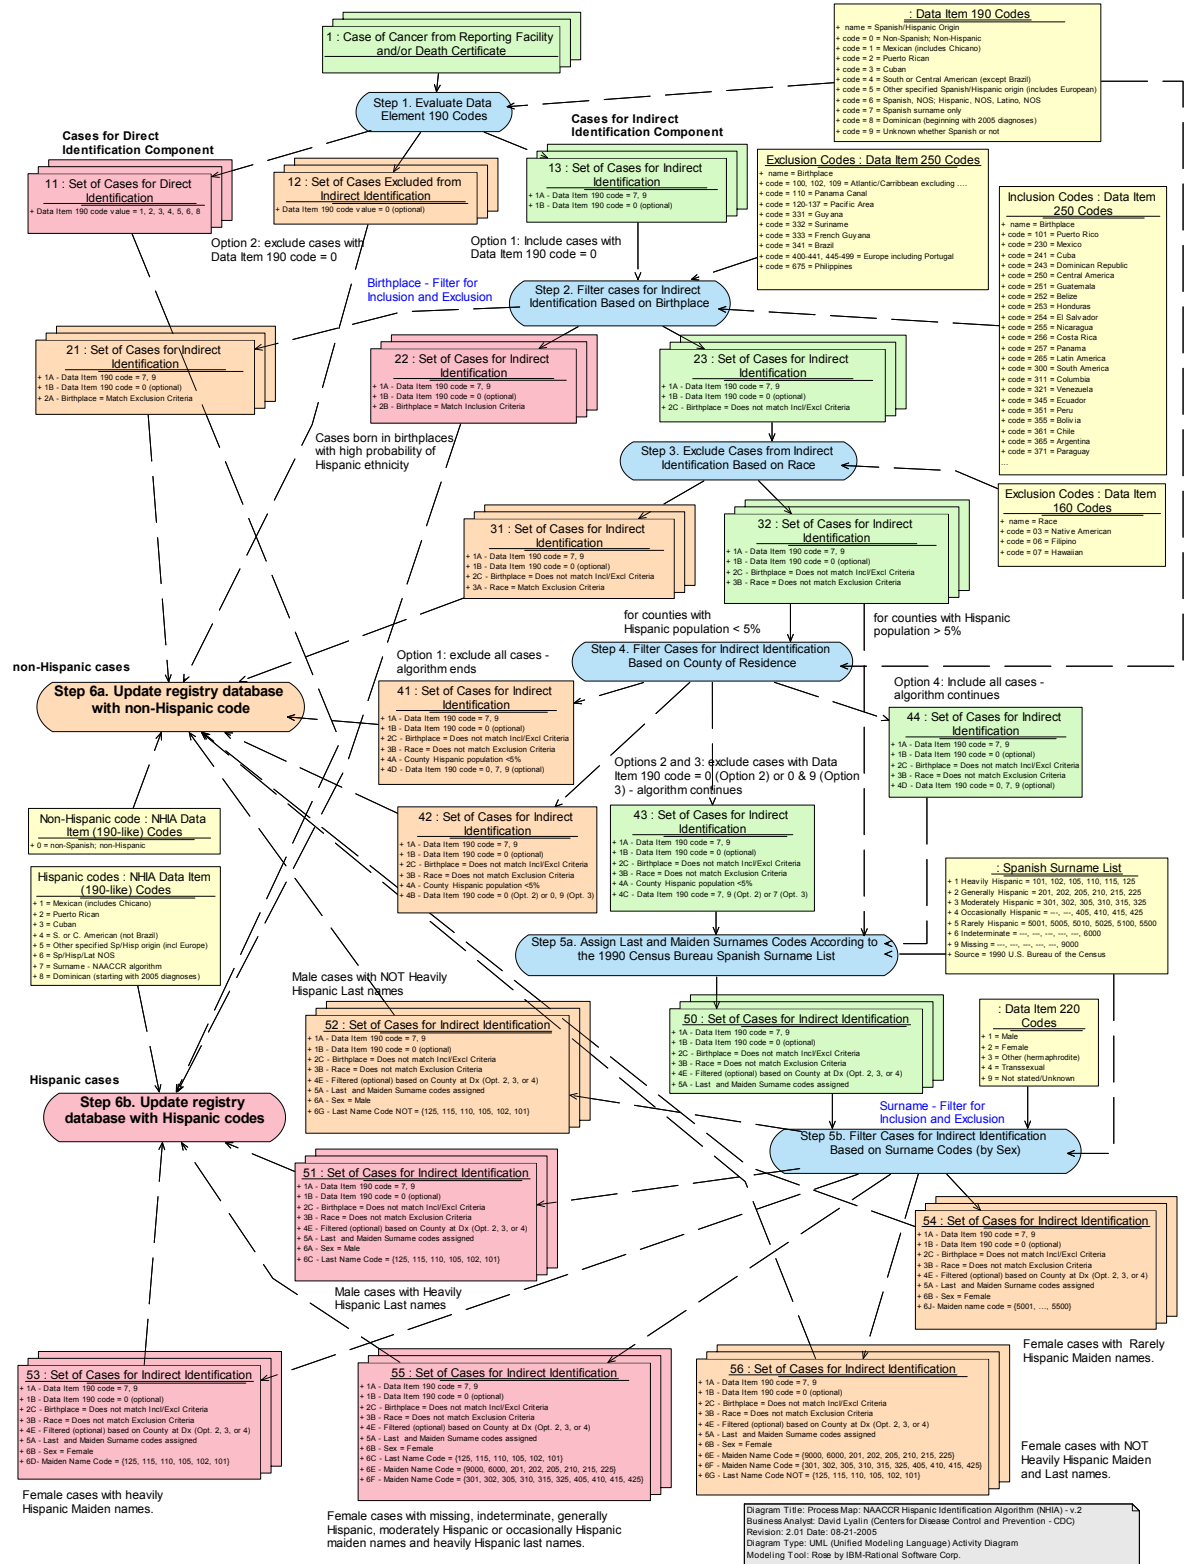 1 : Case of Cancer from Reporting Facility
and/or Death Certificate
: Data Item 190 Codes
+ name = Spanish/Hispanic Origin
+ code = 0 = Non-Spanish; Non-Hispanic
+ code = 1 = Mexican (includes Chicano)
+ code = 2 = Puerto Rican
+ code = 3 = Cuban
+ code = 4 = South or Central American (except Brazil)
+ code = 5 = Other specified Spanish/Hispanic origin (includes European)
+ code = 6 = Spanish, NOS; Hispanic, NOS, Latino, NOS
+ code = 7 = Spanish surname only
+ code = 8 = Dominican (beginning with 2005 diagnoses)
+ code = 9 = Unknown whether Spanish or not
Step 1. Evaluate Data
Element 190 Codes
Cases for Direct
Identification Component
Cases for Indirect
Identification Component
11 : Set of Cases for Direct
Identification
+ Data Item 190 code value = 1, 2, 3, 4, 5, 6, 8
12 : Set of Cases Excluded from
Indirect Identification
+ Data Item 190 code value = 0 (optional)
13 : Set of Cases for Indirect
Identification
+ 1A - Data Item 190 code = 7, 9
+ 1B - Data Item 190 code = 0 (optional)
Exclusion Codes : Data Item 250 Codes
+ name = Birthplace
+ code = 100, 102, 109 = Atlantic/Carribbean excluding ....
+ code = 110 = Panama Canal
+ code = 120-137 = Pacific Area
+ code = 331 = Guyana
+ code = 332 = Suriname
+ code = 333 = French Guyana
+ code = 341 = Brazil
+ code = 400-441, 445-499 = Europe including Portugal
+ code = 675 = Philippines
Inclusion Codes : Data Item
250 Codes
+ name = Birthplace
+ code = 101 = Puerto Rico
+ code = 230 = Mexico
+ code = 241 = Cuba
+ code = 243 = Dominican Republic
+ code = 250 = Central America
+ code = 251 = Guatemala
+ code = 252 = Belize
+ code = 253 = Honduras
+ code = 254 = El Salvador
+ code = 255 = Nicaragua
+ code = 256 = Costa Rica
+ code = 257 = Panama
+ code = 265 = Latin America
+ code = 300 = South America
+ code = 311 = Columbia
+ code = 321 = Venezuela
+ code = 345 = Ecuador
+ code = 351 = Peru
+ code = 355 = Bolivia
+ code = 361 = Chile
+ code = 365 = Argentina
+ code = 371 = Paraguay
...
Option 2: exclude cases with
Data Item 190 code = 0
Option 1: Include cases with
Data Item 190 code = 0
Birthplace - Filter for
Inclusion and Exclusion
Step 2. Filter cases for Indirect
Identification Based on Birthplace
21 : Set of Cases for Indirect
Identification
+ 1A - Data Item 190 code = 7, 9
+ 1B - Data Item 190 code = 0 (optional)
+ 2A - Birthplace = Match Exclusion Criteria
22 : Set of Cases for Indirect
Identification
+ 1A - Data Item 190 code = 7, 9
+ 1B - Data Item 190 code = 0 (optional)
+ 2B - Birthplace = Match Inclusion Criteria
23 : Set of Cases for Indirect
Identification
+ 1A - Data Item 190 code = 7, 9
+ 1B - Data Item 190 code = 0 (optional)
+ 2C - Birthplace = Does not match Incl/Excl Criteria
Cases born in birthplaces
with high probability of
Hispanic ethnicity
Step 3. Exclude Cases from Indirect
Identification Based on Race
Exclusion Codes : Data Item
160 Codes
+ name = Race
+ code = 03 = Native American
+ code = 06 = Filipino
+ code = 07 = Hawaiian
31 : Set of Cases for Indirect
Identification
+ 1A - Data Item 190 code = 7, 9
+ 1B - Data Item 190 code = 0 (optional)
+ 2C - Birthplace = Does not match Incl/Excl Criteria
+ 3A - Race = Match Exclusion Criteria
32 : Set of Cases for Indirect
Identification
+ 1A - Data Item 190 code = 7, 9
+ 1B - Data Item 190 code = 0 (optional)
+ 2C - Birthplace = Does not match Incl/Excl Criteria
+ 3B - Race = Does not match Exclusion Criteria
for counties with
Hispanic population < 5%
for counties with Hispanic
population > 5%
Step 4. Filter Cases for Indirect Identification
Based on County of Residence
non-Hispanic cases
Step 6a. Update registry database
with non-Hispanic code
Option 1: exclude all cases -
algorithm ends
41 : Set of Cases for Indirect
Identification
+ 1A - Data Item 190 code = 7, 9
+ 1B - Data Item 190 code = 0 (optional)
+ 2C - Birthplace = Does not match Incl/Excl Criteria
+ 3B - Race = Does not match Exclusion Criteria
+ 4A - County Hispanic population <5%
+ 4D - Data Item 190 code = 0, 7, 9 (optional)
Option 4: Include all cases -
algorithm continues
44 : Set of Cases for Indirect
Identification
+ 1A - Data Item 190 code = 7, 9
+ 1B - Data Item 190 code = 0 (optional)
+ 2C - Birthplace = Does not match Incl/Excl Criteria
+ 3B - Race = Does not match Exclusion Criteria
+ 4D - Data Item 190 code = 0, 7, 9 (optional)
Options 2 and 3: exclude cases with Data
Item 190 code = 0 (Option 2) or 0 & 9 (Option
3) - algorithm continues
42 : Set of Cases for Indirect
Identification
+ 1A - Data Item 190 code = 7, 9
+ 1B - Data Item 190 code = 0 (optional)
+ 2C - Birthplace = Does not match Incl/Excl Criteria
+ 3B - Race = Does not match Exclusion Criteria
+ 4A - County Hispanic population <5%
+ 4B - Data Item 190 code = 0 (Opt. 2) or 0, 9 (Opt. 3)
43 : Set of Cases for Indirect
Identification
+ 1A - Data Item 190 code = 7, 9
+ 1B - Data Item 190 code = 0 (optional)
+ 2C - Birthplace = Does not match Incl/Excl Criteria
+ 3B - Race = Does not match Exclusion Criteria
+ 4A - County Hispanic population <5%
+ 4C - Data Item 190 code = 7, 9 (Opt. 2) or 7 (Opt. 3)
Non-Hispanic code : NHIA Data
Item (190-like) Codes
+ 0 = non-Spanish; non-Hispanic
Hispanic codes : NHIA Data Item
(190-like) Codes
+ 1 = Mexican (includes Chicano)
+ 2 = Puerto Rican
+ 3 = Cuban
+ 4 = S. or C. American (not Brazil)
+ 5 = Other specified Sp/Hisp origin (incl Europe)
+ 6 = Sp/Hisp/Lat NOS
+ 7 = Surname - NAACCR algorithm
+ 8 = Dominican (starting with 2005 diagnoses)
: Spanish Surname List
+ 1 Heavily Hispanic = 101, 102, 105, 110, 115, 125
+ 2 Generally Hispanic = 201, 202, 205, 210, 215, 225
+ 3 Moderately Hispanic = 301, 302, 305, 310, 315, 325
+ 4 Occasionally Hispanic = ---, ---, 405, 410, 415, 425
+ 5 Rarely Hispanic = 5001, 5005, 5010, 5025, 5100, 5500
+ 6 Indeterminate = ---, ---, ---, ---, ---, 6000
+ 9 Missing = ---, ---, ---, ---, ---, 9000
+ Source = 1990 U.S. Bureau of the Census
Step 5a. Assign Last and Maiden Surnames Codes According to
the 1990 Census Bureau Spanish Surname List
Male cases with NOT Heavily
Hispanic Last names
52 : Set of Cases for Indirect Identification
+ 1A - Data Item 190 code = 7, 9
+ 1B - Data Item 190 code = 0 (optional)
+ 2C - Birthplace = Does not match Incl/Excl Criteria
+ 3B - Race = Does not match Exclusion Criteria
+ 4E - Filtered (optional) based on County at Dx (Opt. 2, 3, or 4)
+ 5A - Last and Maiden Surname codes assigned
+ 6A - Sex = Male
+ 6G - Last Name Code NOT = {125, 115, 110, 105, 102, 101}
50 : Set of Cases for Indirect Identification
+ 1A - Data Item 190 code = 7, 9
+ 1B - Data Item 190 code = 0 (optional)
+ 2C - Birthplace = Does not match Incl/Excl Criteria
+ 3B - Race = Does not match Exclusion Criteria
+ 4E - Filtered (optional) based on County at Dx (Opt. 2, 3, or 4)
+ 5A - Last and Maiden Surname codes assigned
: Data Item 220
Codes
+ 1 = Male
+ 2 = Female
+ 3 = Other (hermaphrodite)
+ 4 = Transsexual
+ 9 = Not stated/Unknown
Hispanic cases
Step 6b. Update registry
database with Hispanic codes
Surname - Filter for
Inclusion and Exclusion
Step 5b. Filter Cases for Indirect Identification
Based on Surname Codes (by Sex)
51 : Set of Cases for Indirect Identification
+ 1A - Data Item 190 code = 7, 9
+ 1B - Data Item 190 code = 0 (optional)
+ 2C - Birthplace = Does not match Incl/Excl Criteria
+ 3B - Race = Does not match Exclusion Criteria
+ 4E - Filtered (optional) based on County at Dx (Opt. 2, 3, or 4)
+ 5A - Last and Maiden Surname codes assigned
+ 6A - Sex = Male
+ 6C - Last Name Code = {125, 115, 110, 105, 102, 101}
Male cases with Heavily
Hispanic Last names
54 : Set of Cases for Indirect Identification
+ 1A - Data Item 190 code = 7, 9
+ 1B - Data Item 190 code = 0 (optional)
+ 2C - Birthplace = Does not match Incl/Excl Criteria
+ 3B - Race = Does not match Exclusion Criteria
+ 4E - Filtered (optional) based on County at Dx (Opt. 2, 3, or 4)
+ 5A - Last and Maiden Surname codes assigned
+ 6B - Sex = Female
+ 6J- Maiden name code = {5001, ..., 5500}
Female cases with Rarely
Hispanic Maiden names.
53 : Set of Cases for Indirect Identification
+ 1A - Data Item 190 code = 7, 9
+ 1B - Data Item 190 code = 0 (optional)
+ 2C - Birthplace = Does not match Incl/Excl Criteria
+ 3B - Race = Does not match Exclusion Criteria
+ 4E - Filtered (optional) based on County at Dx (Opt. 2, 3, or 4)
+ 5A - Last and Maiden Surname codes assigned
+ 6B - Sex = Female
+ 6D- Maiden Name Code = {125, 115, 110, 105, 102, 101}
Female cases with heavily
Hispanic Maiden names.
55 : Set of Cases for Indirect Identification
+ 1A - Data Item 190 code = 7, 9
+ 1B - Data Item 190 code = 0 (optional)
+ 2C - Birthplace = Does not match Incl/Excl Criteria
+ 3B - Race = Does not match Exclusion Criteria
+ 4E - Filtered (optional) based on County at Dx (Opt. 2, 3, or 4)
+ 5A - Last and Maiden Surname codes assigned
+ 6B - Sex = Female
+ 6C - Last Name Code = {125, 115, 110, 105, 102, 101}
+ 6E - Maiden Name Code = {9000, 6000, 201, 202, 205, 210, 215, 225}
+ 6F - Maiden Name Code = {301, 302, 305, 310, 315, 325, 405, 410, 415, 425}
Female cases with missing, indeterminate, generally
Hispanic, moderately Hispanic or occasionally Hispanic
maiden names and heavily Hispanic last names.
56 : Set of Cases for Indirect Identification
+ 1A - Data Item 190 code = 7, 9
+ 1B - Data Item 190 code = 0 (optional)
+ 2C - Birthplace = Does not match Incl/Excl Criteria
+ 3B - Race = Does not match Exclusion Criteria
+ 4E - Filtered (optional) based on County at Dx (Opt. 2, 3, or 4)
+ 5A - Last and Maiden Surname codes assigned
+ 6B - Sex = Female
+ 6E - Maiden Name Code = {9000, 6000, 201, 202, 205, 210, 215, 225}
+ 6F - Maiden Name Code = {301, 302, 305, 310, 315, 325, 405, 410, 415, 425}
+ 6G - Last Name Code NOT = {125, 115, 110, 105, 102, 101}
Female cases with NOT
Heavily Hispanic Maiden
and Last names.
Diagram Title: Process Map: NAACCR Hispanic Identification Algorithm (NHIA) - v.2
Business Analyst: David Lyalin (Centers for Disease Control and Prevention - CDC)
Revision: 2.01 Date: 08-21-2005
Diagram Type: UML (Unified Modeling Language) Activity Diagram
Modeling Tool: Rose by IBM-Rational Software Corp.